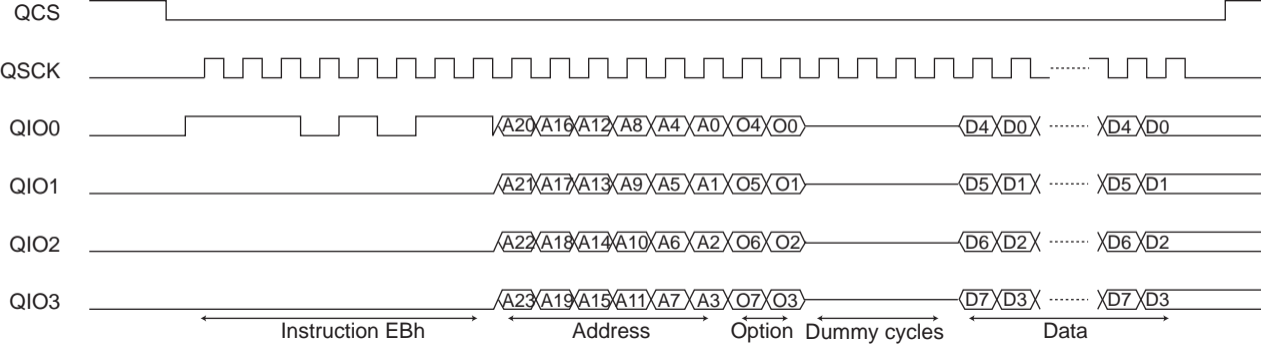 QCS
QSCK
QIO0 A20 A16 A12 A8 A4 A0 O4 O0 D4 D0 D4 D0
QIO1 A21 A17 A13 A9 A5 A1 O5 O1 D5 D1 D5 D1
QIO2 A22 A18 A14 A10 A6 A2 O6 O2 D6 D2 D6 D2
QIO3 A23 A19 A15 A11 A7 A3 O7 O3 D7 D3 D7 D3
Instruction EBh Address Option Dummy cycles Data